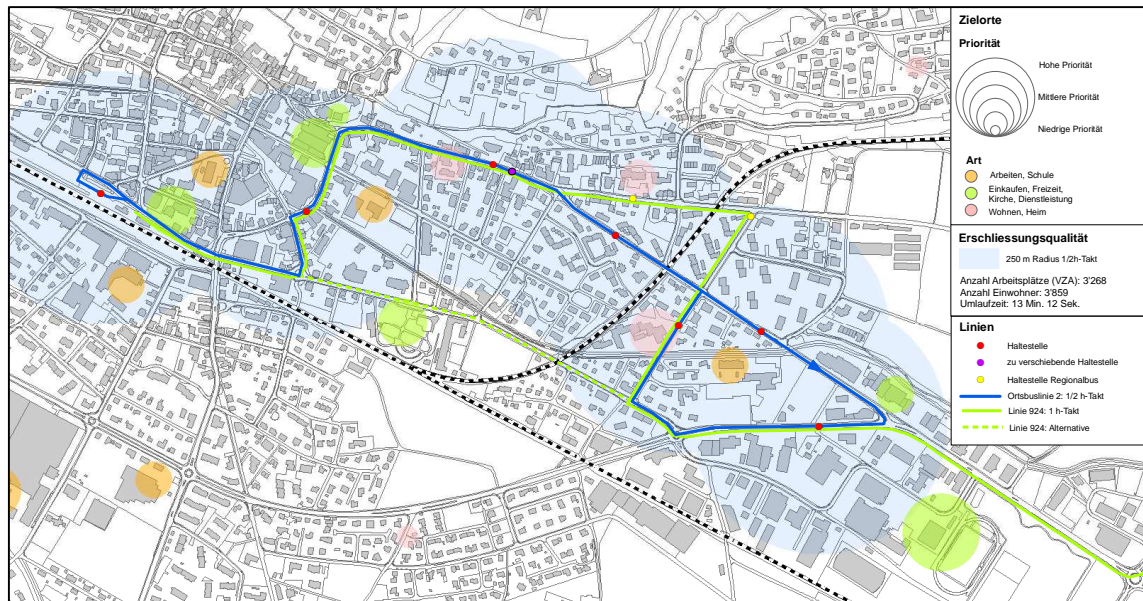 Zielorte
Priorität
Hohe Priorität
Mittlere Priorität
Niedrige Priorität
Art
Arbeiten, Schule
Einkaufen, Freizeit,
Kirche, Dienstleistung
Wohnen, Heim
Erschliessungsqualität
250 m Radius 1/2h-Takt
Anzahl Arbeitplätze (VZA): 3'268
Anzahl Einwohner: 3'859
Umlaufzeit: 13 Min. 12 Sek.
Linien
Haltestelle
zu verschiebende Haltestelle
Haltestelle Regionalbus
Ortsbuslinie 2: 1/2 h-Takt
Linie 924: 1 h-Takt
Linie 924: Alternative